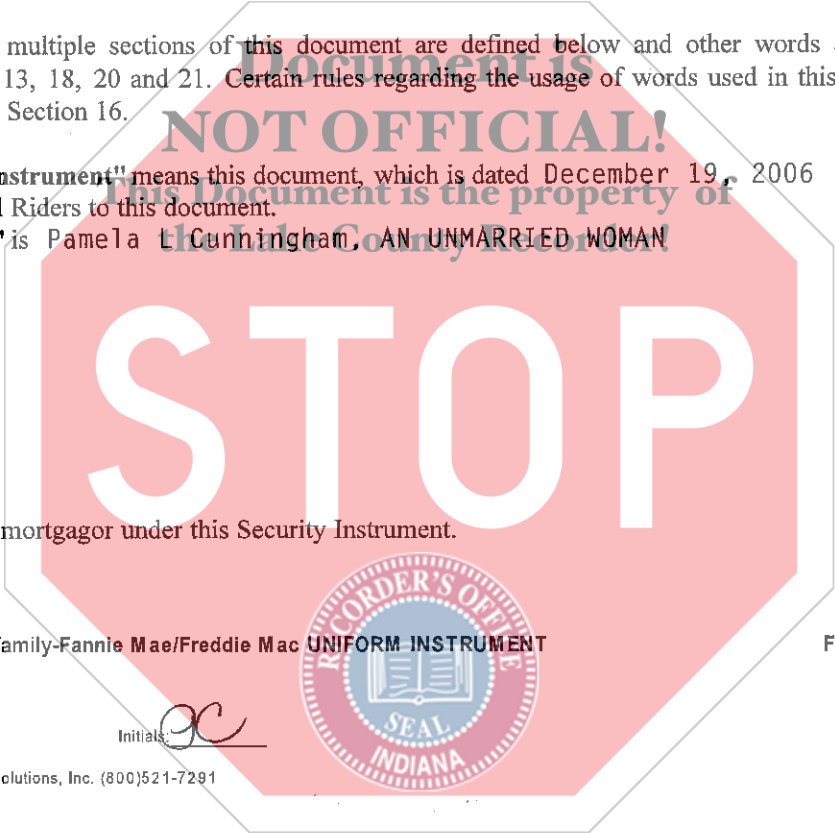 multiple sections of this document are defined below and other words
13, 18, 20 and 21. Certain rules regarding the usage of words used in this
Section 16.
Document is
NOT OFFICIAL!
This Document is the property of
the Lake County Recorder!
nstrument" means this document, which is dated December 19, 2006
Riders to this document.
" is Pamela L Cunningham, AN UNMARRIED WOMAN
STOP
mortgagor under this Security Instrument.
amily-Fannie Mae/Freddie Mac UNIFORM INSTRUMENT
F
RECORDER'S OFFICE
SEAL
INDIANA
Initials:
olutions, Inc. (800)521-7291